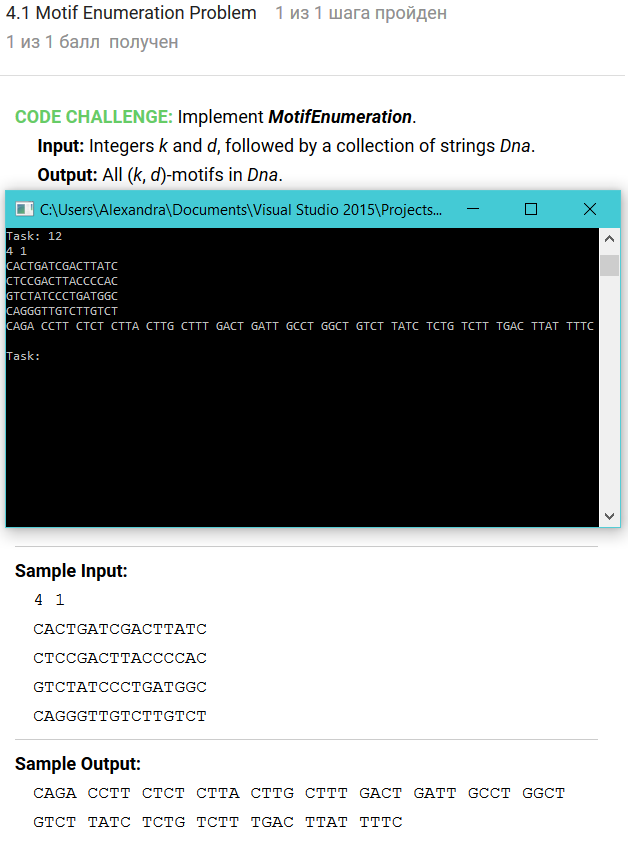 4.1 Motif Enumeration Problem 1 из 1 шага пройден
1 из 1 балл получен
CODE CHALLENGE: Implement MotifEnumeration.
Input: Integers k and d, followed by a collection of strings Dna.
Output: All (k, d)-motifs in Dna.
C:\Users\Alexandra\Documents\Visual Studio 2015\Projects...
Task: 12
4 1
CACTGATCGACTTATC
CTCCGACTTACCCCAC
GTCTATCCCTGATGGC
CAGGGTTGTCTTGTCT
CAGA CCTT CTCT CTTA CTTG CTTT GACT GATT GCCT GGCT GTCT TATC TCTG TCTT TGAC TTAT TTTC
Task:
Sample Input:
4 1
CACTGATCGACTTATC
CTCCGACTTACCCCAC
GTCTATCCCTGATGGC
CAGGGTTGTCTTGTCT
Sample Output:
CAGA CCTT CTCT CTTA CTTG CTTT GACT GATT GCCT GGCT
GTCT TATC TCTG TCTT TGAC TTAT TTTC